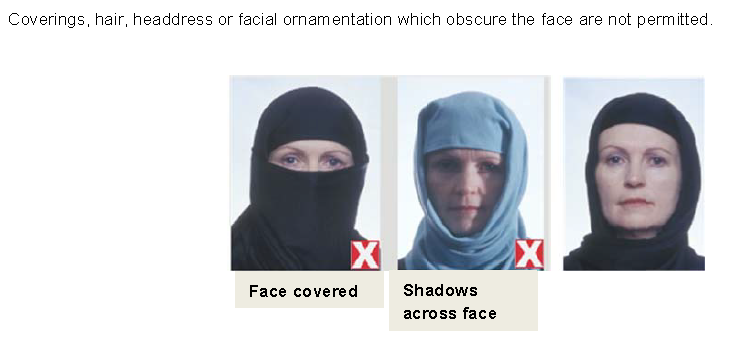 Coverings, hair, headdress or facial ornamentation which obscure the face are not permitted.
X
X
Face covered
Shadows
across face